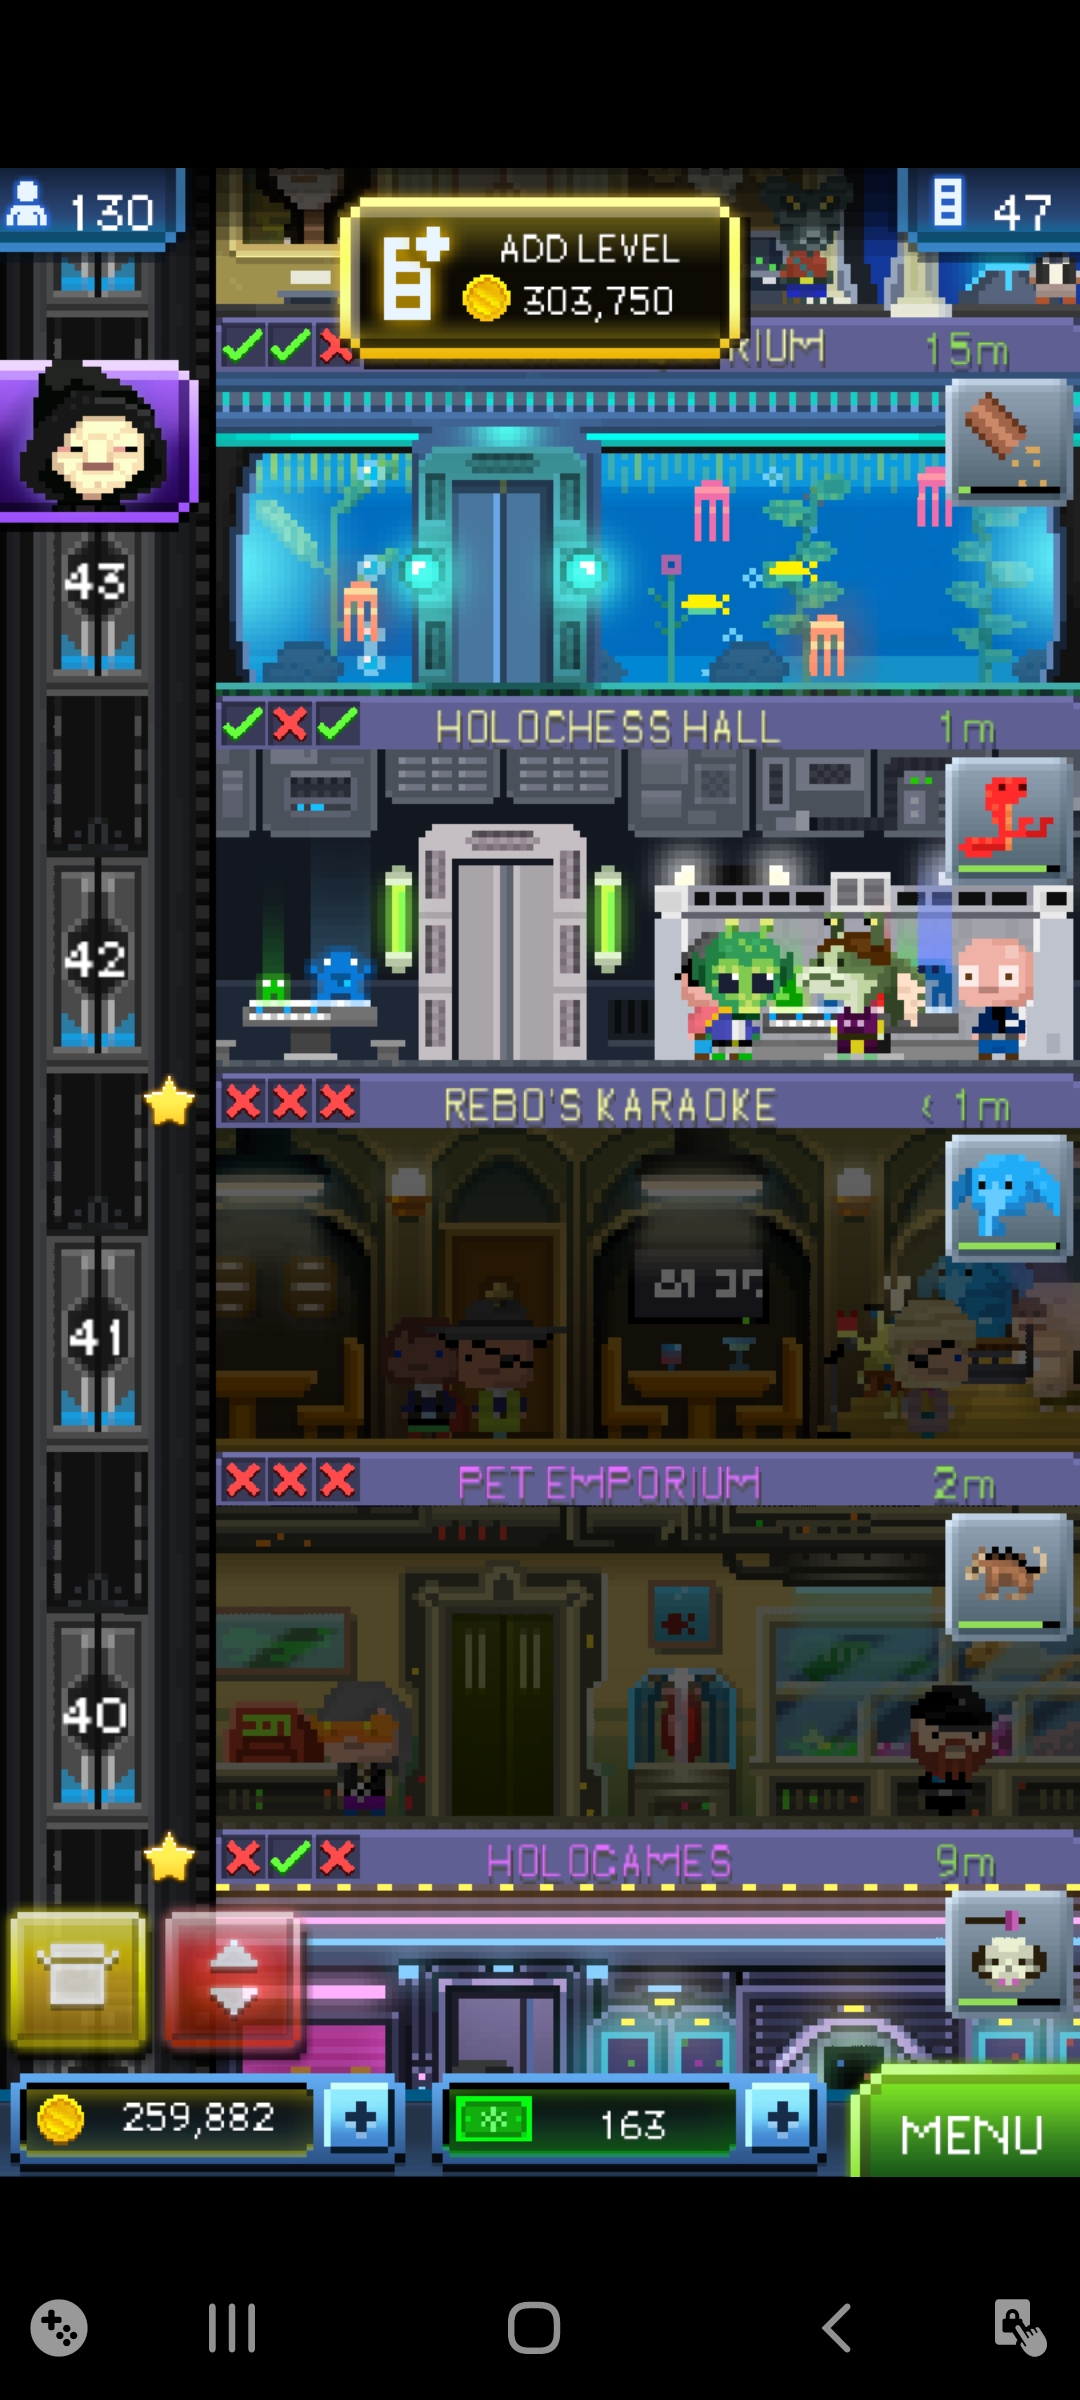 130
47
ADD LEVEL
303,750
RIUM
15m
43
HOLOCHESS HALL
1m
42
REBO'S KARAOKE
< 1m
41
PET EMPORIUM
2m
40
HOLOGAMES
9m
259,882
163
MENU